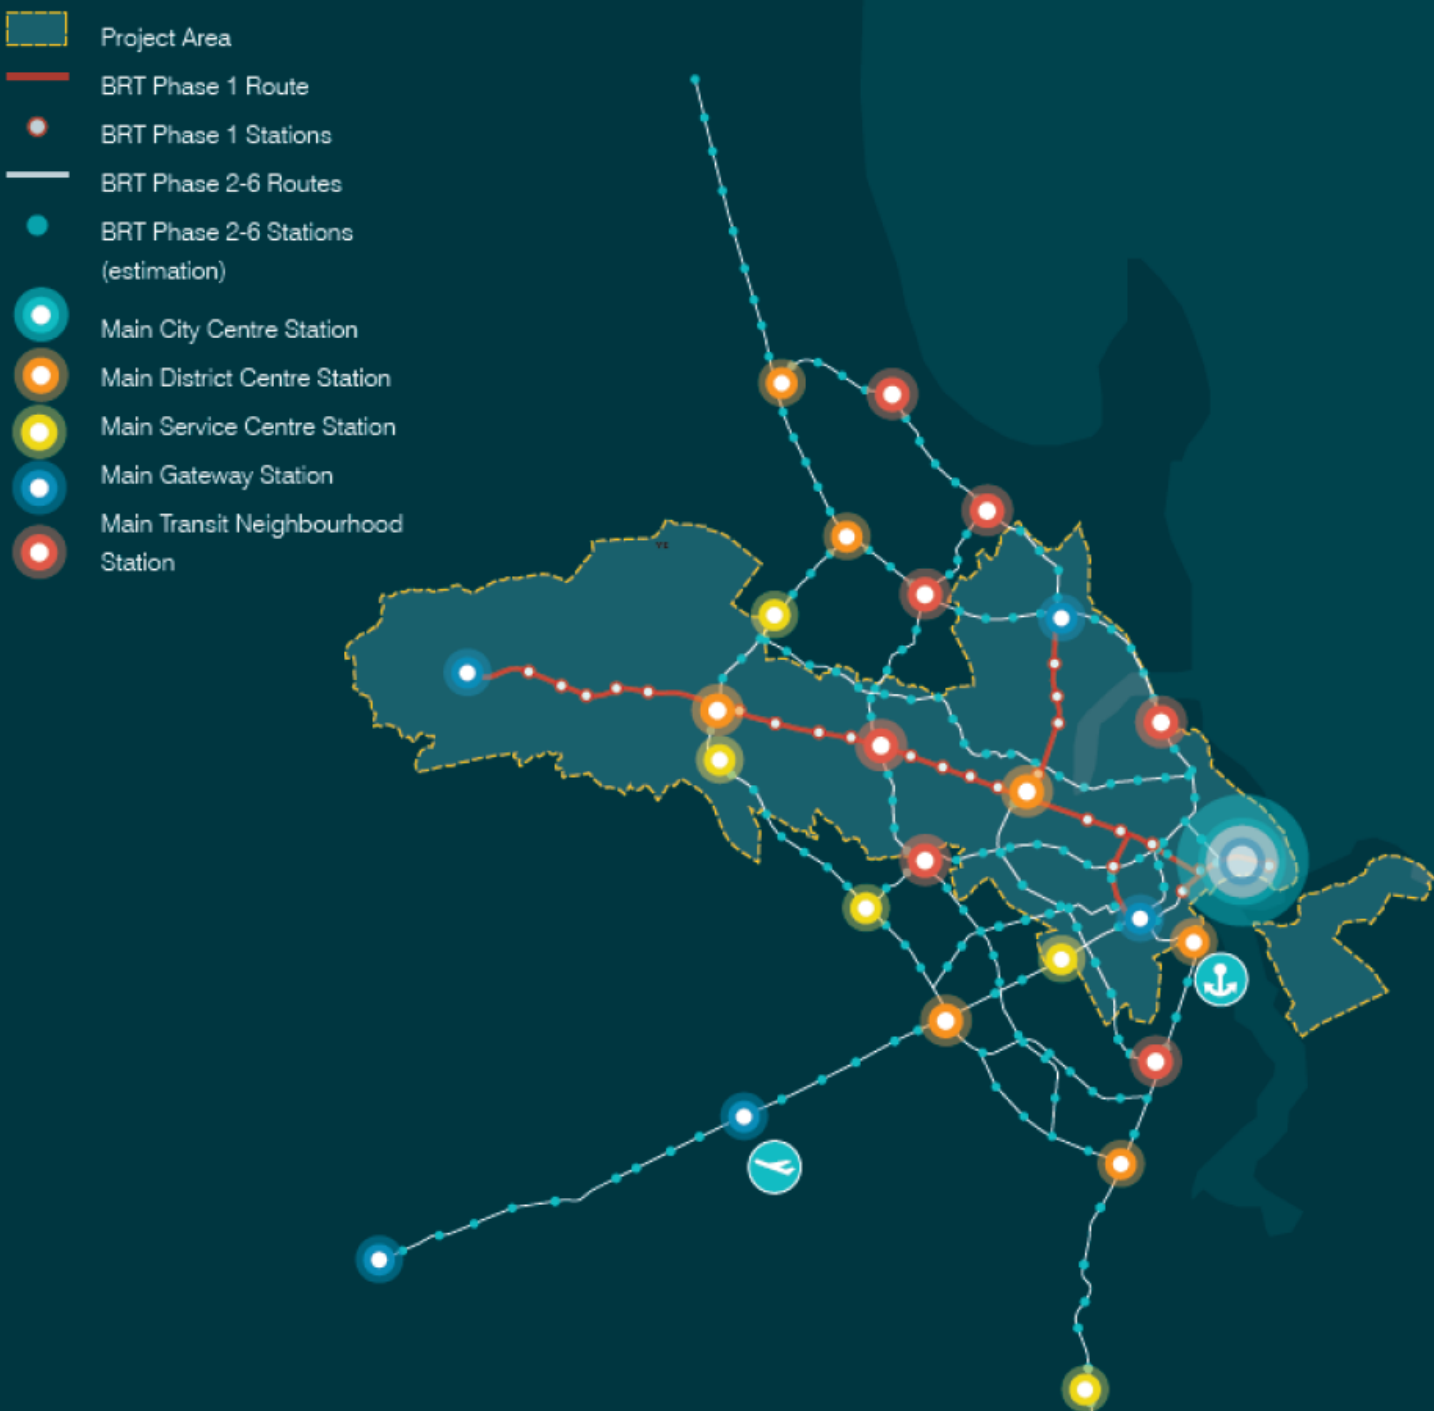 Project Area
BRT Phase 1 Route
BRT Phase 1 Stations
BRT Phase 2-6 Routes
BRT Phase 2-6 Stations
(estimation)
Main City Centre Station
Main District Centre Station
Main Service Centre Station
Main Gateway Station
Main Transit Neighbourhood
Station